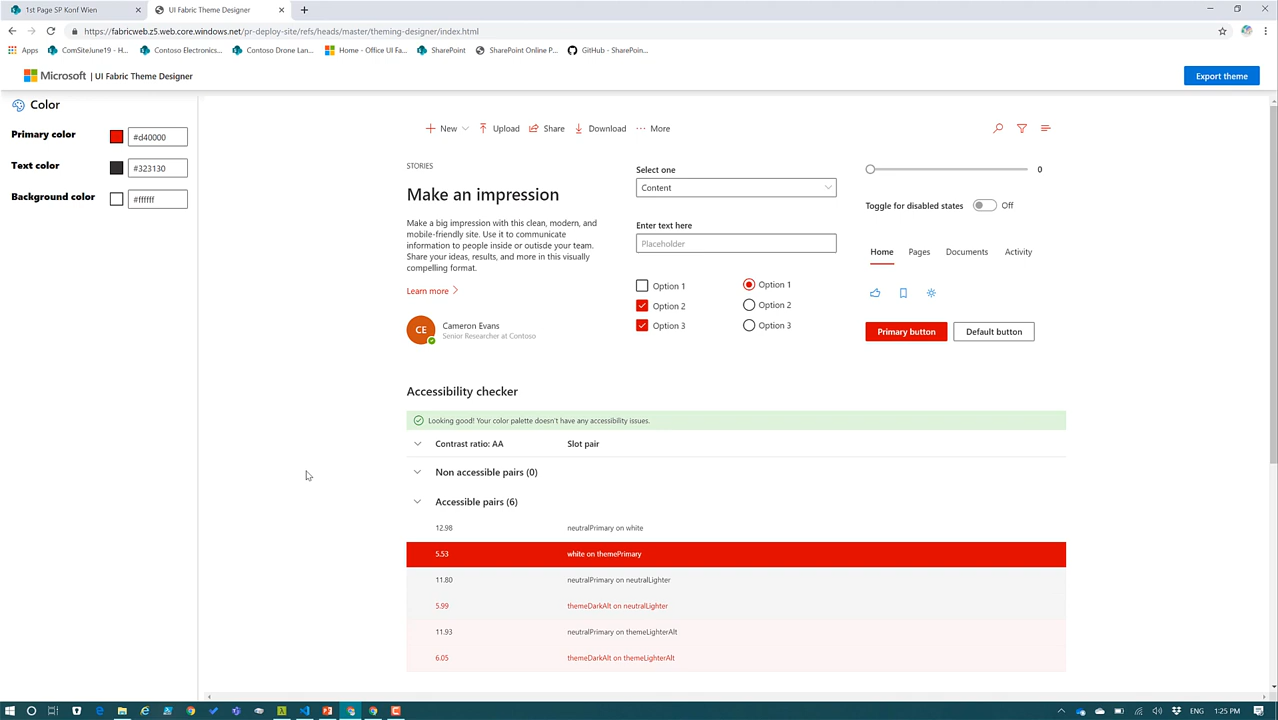 1st Page SP Konf Wien
UI Fabric Theme Designer
https://fabricweb.z5.web.core.windows.net/pr-deploy-site/refs/heads/master/theming-designer/index.html
Apps
ComSiteJune19 - H...
Contoso Electronics...
Contoso Drone Lan...
Home - Office UI Fa...
SharePoint
SharePoint Online P...
GitHub - SharePoin...
Microsoft | UI Fabric Theme Designer
Export theme
Color
Primary color
#d40000
Text color
#323130
Background color
#ffffff
New
Upload
Share
Download
More
STORIES
Make an impression
Make a big impression with this clean, modern, and
mobile-friendly site. Use it to communicate
information to people inside or outisde your team.
Share your ideas, results, and more in this visually
compelling format.
Learn more
CE
Cameron Evans
Senior Researcher at Contoso
Select one
Content
Enter text here
Placeholder
Option 1
Option 2
Option 3
Option 1
Option 2
Option 3
0
Toggle for disabled states
Off
Home
Pages
Documents
Activity
Primary button
Default button
Accessibility checker
Looking good! Your color palette doesn't have any accessibility issues.
Contrast ratio: AA
Slot pair
Non accessible pairs (0)
Accessible pairs (6)
12.98 neutralPrimary on white
5.53 white on themePrimary
11.80 neutralPrimary on neutralLighter
5.99 themeDarkAlt on neutralLighter
11.93 neutralPrimary on themeLighterAlt
6.05 themeDarkAlt on themeLighterAlt
ENG
1:25 PM